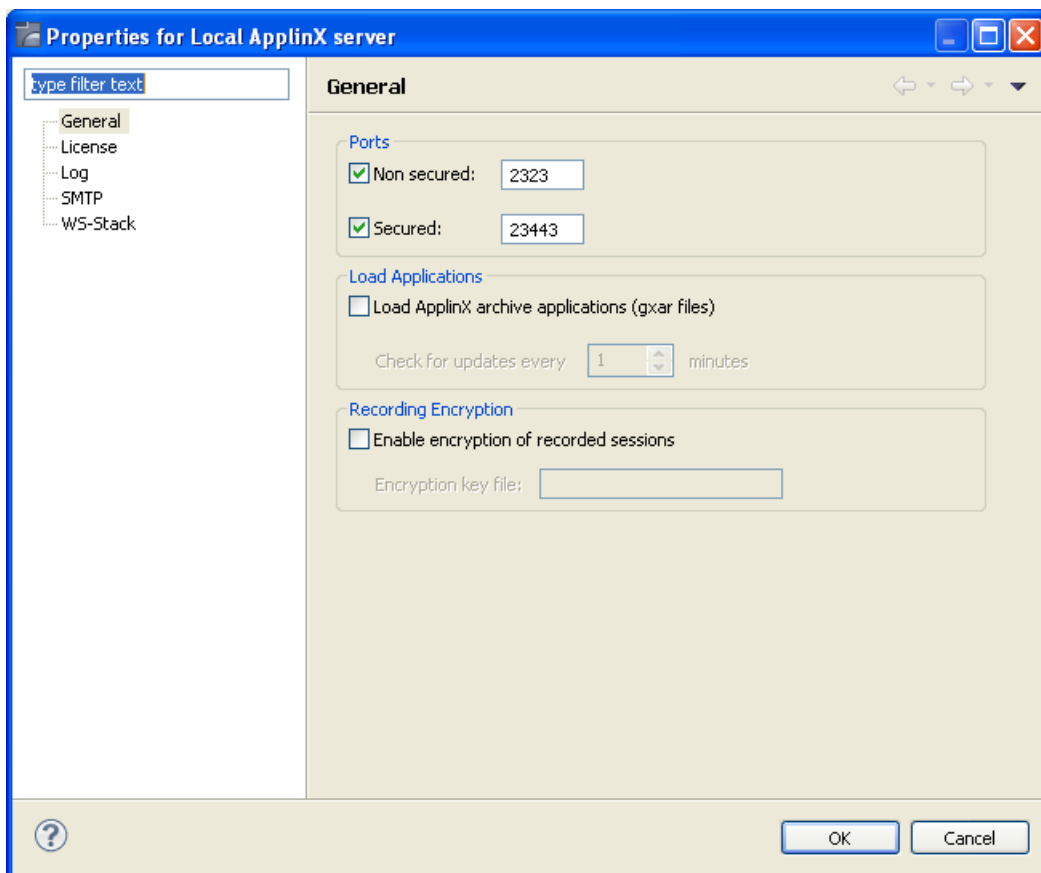 Properties for Local ApplinX server
type filter text
General
License
Log
SMTP
WS-Stack
General
Ports
Non secured: 2323
Secured: 23443
Load Applications
Load ApplinX archive applications (gxar files)
Check for updates every 1 minutes
Recording Encryption
Enable encryption of recorded sessions
Encryption key file:
?
OK Cancel